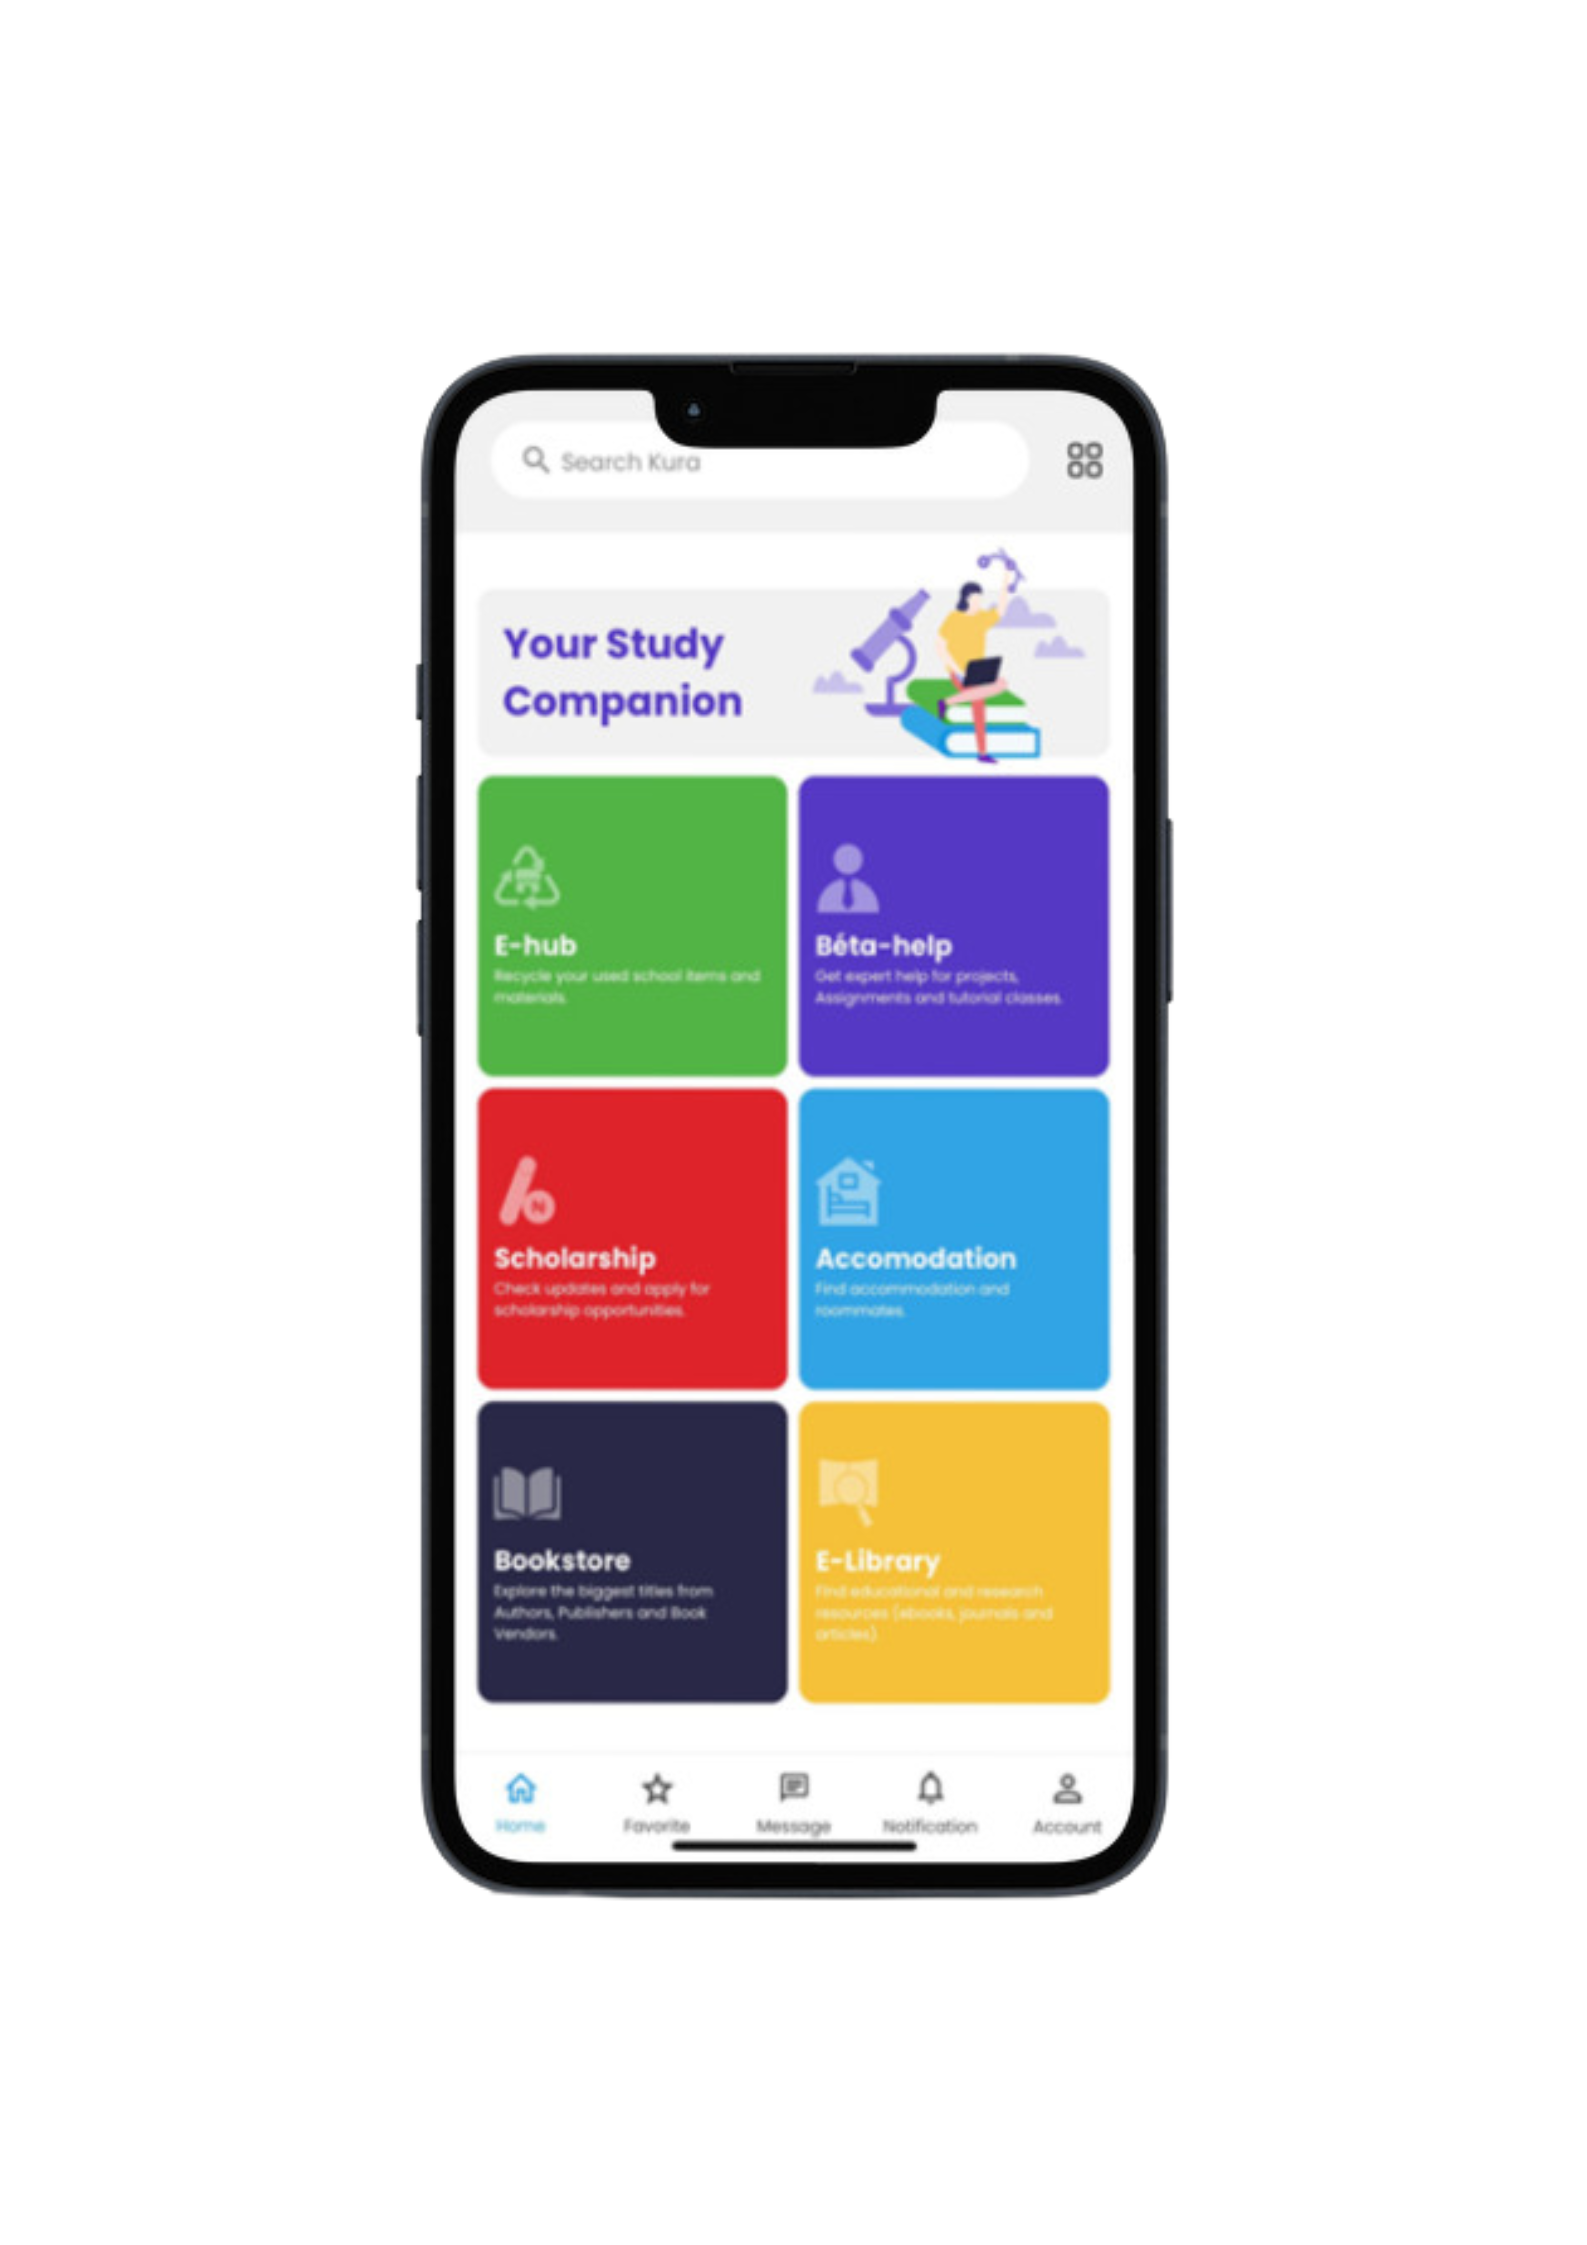 Search Kura
Your Study
Companion
E-hub
Recycle your used school items and
materials.
Béta-help
Get expert help for projects,
Assignments and tutorial classes.
Scholarship
Check updates and apply for
scholarship opportunities.
N
Accomodation
Find accommodation and
roommates.
Bookstore
Explore the biggest titles from
Authors, Publishers and Book
Vendors.
E-Library
Find educational and research
resources (ebooks, journals and
articles)
Home
Favorite
Message
Notification
Account